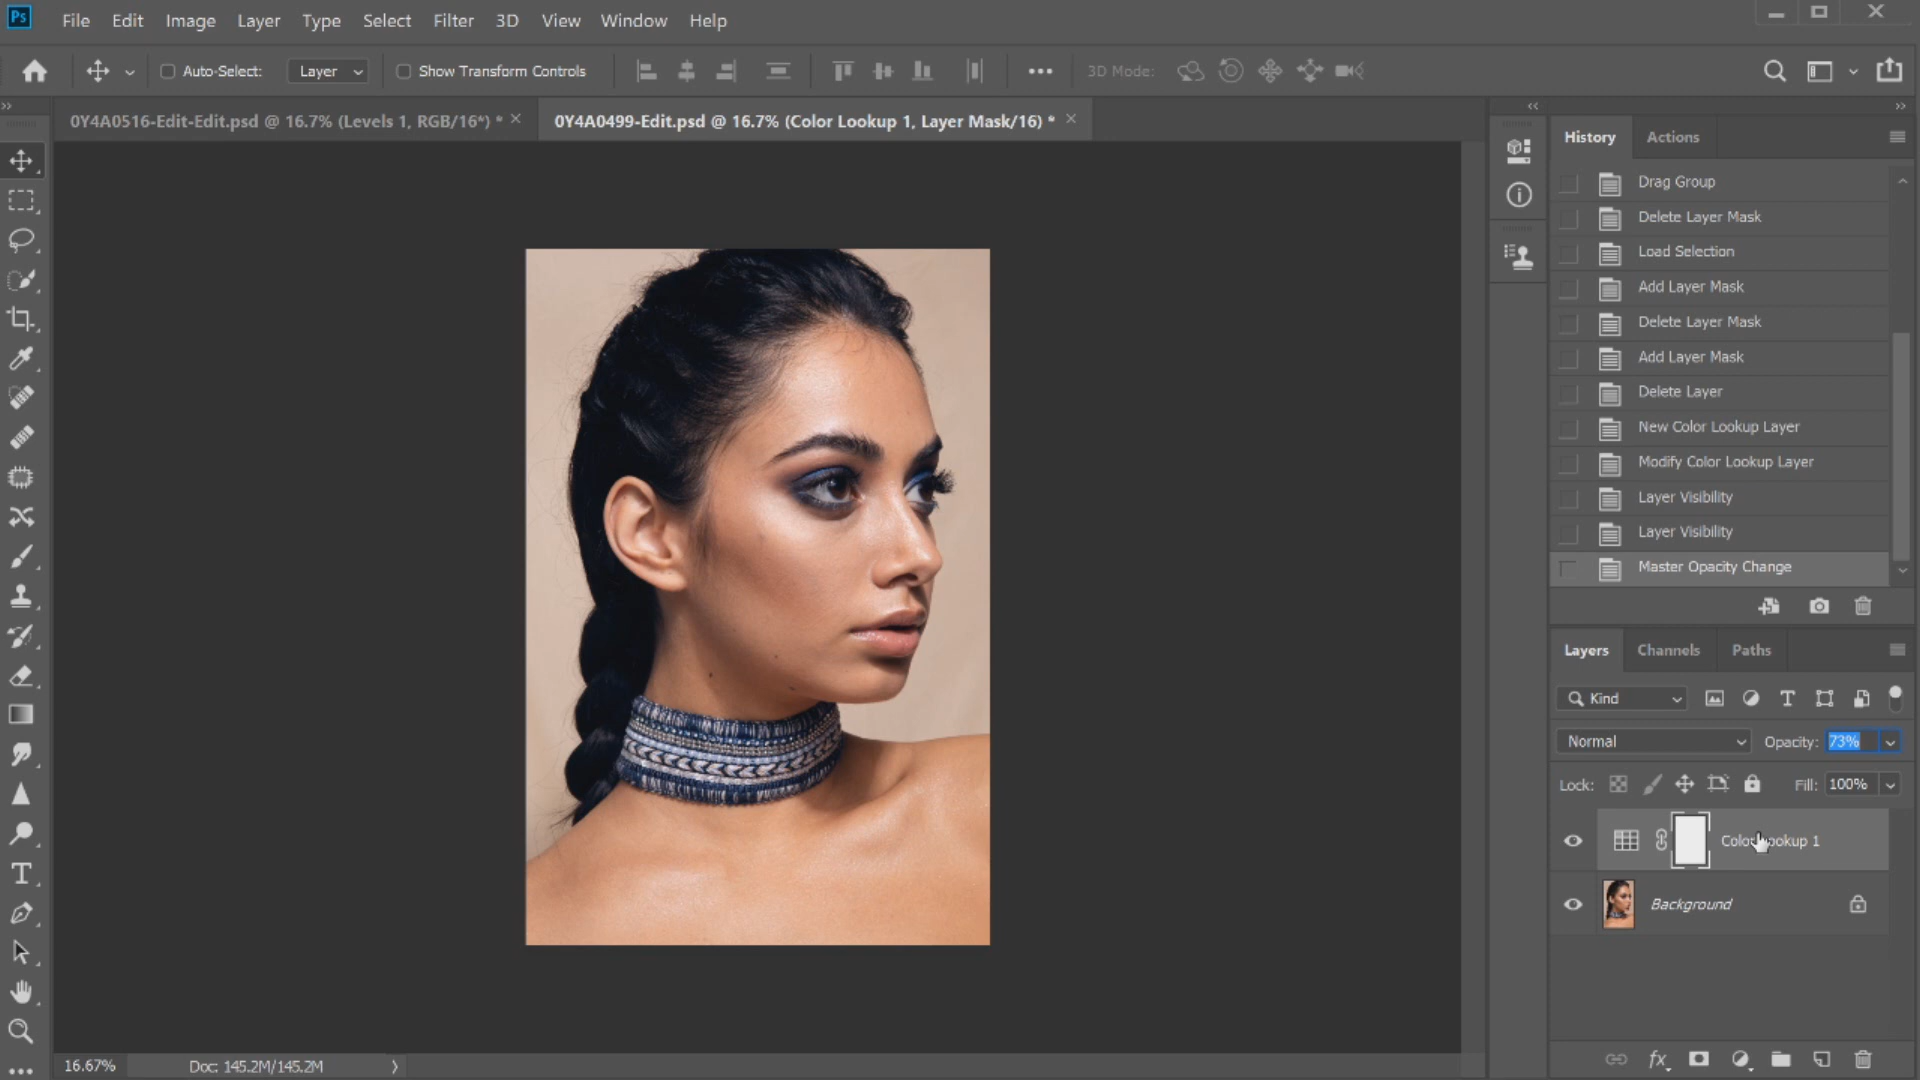 Ps File Edit Image Layer Type Select Filter 3D View Window Help
Auto-Select: Layer Show Transform Controls 3D Mode:
0Y4A0516-Edit-Edit.psd @ 16.7% (Levels 1, RGB/16*) *
0Y4A0499-Edit.psd @ 16.7% (Color Lookup 1, Layer Mask/16) *
History Actions
Drag Group
Delete Layer Mask
Load Selection
Add Layer Mask
Delete Layer Mask
Add Layer Mask
Delete Layer
New Color Lookup Layer
Modify Color Lookup Layer
Layer Visibility
Layer Visibility
Master Opacity Change
Layers Channels Paths
Kind
Normal Opacity: 73%
Lock: Fill: 100%
Color Lookup 1
Background
fx
16.67% Doc: 145.2M/145.2M